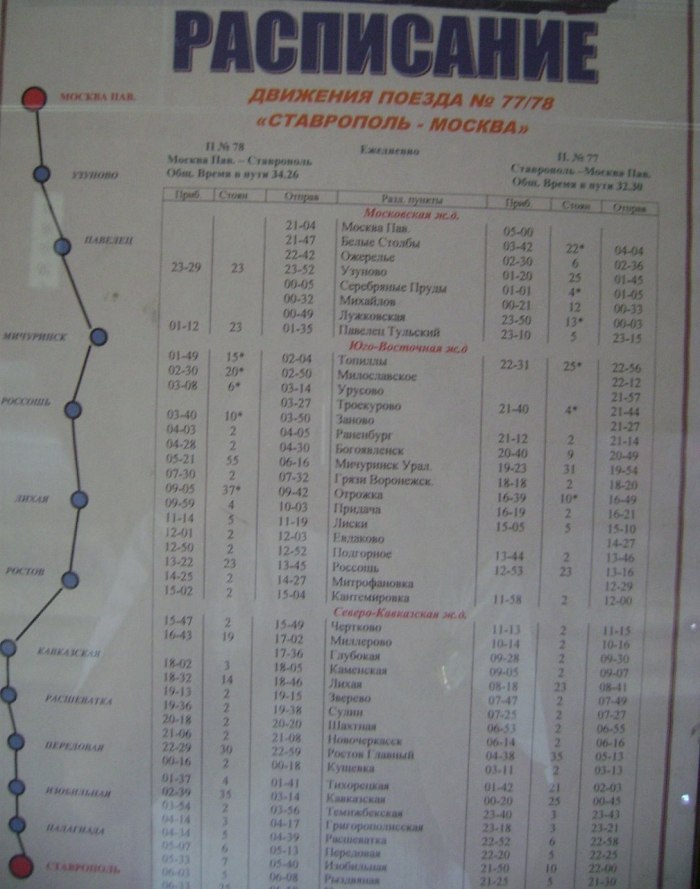 РАСПИСАНИЕ
ДВИЖЕНИЯ ПОЕЗДА № 77/78
«СТАВРОПОЛЬ - МОСКВА»
МОСКВА ПАВ.
УЗУНОВО
ПАВЕЛЕЦ
МИЧУРИНСК
РОССОШЬ
ЛИХАЯ
РОСТОВ
КАВКАЗСКАЯ
РАСШЕВАТКА
ПЕРЕДОВАЯ
ИЗОБИЛЬНАЯ
ПАЛАГИАДА
СТАВРОПОЛЬ
П. № 78 Ежедневно П. № 77
Москва Пав. – Ставрополь Ставрополь –Москва Пав.
Общ. Время в пути 34.26 Общ. Время в пути 32.30
Приб. Стоян Отправ Разд. пункты Приб. Стоян Отправ
Московская ж.д.
21-04 Москва Пав. 05-00
21-47 Белые Столбы 03-42 22* 04-04
22-42 Ожерелье 02-30 6 02-36
23-29 23 23-52 Узуново 01-20 25 01-45
00-05 Серебряные Пруды 01-01 4* 01-05
00-32 Михайлов 00-21 12 00-33
00-49 Лужковская 23-50 13* 00-03
01-12 23 01-35 Павелец Тульский 23-10 5 23-15
Юго-Восточная ж.д
01-49 15* 02-04 Топиллы 22-31 25* 22-56
02-30 20* 02-50 Милославское 22-12
03-08 6* 03-14 Урусово 21-57
03-27 Троекурово 21-40 4* 21-44
03-40 10* 03-50 Заново 21-27
04-03 2 04-05 Раненбург 21-12 2 21-14
04-28 2 04-30 Богоявленск 20-40 9 20-49
05-21 55 06-16 Мичуринск Урал. 19-23 31 19-54
07-30 2 07-32 Грязи Воронежск. 18-18 2 18-20
09-05 37* 09-42 Отрожка 16-39 10* 16-49
09-59 4 10-03 Придача 16-19 2 16-21
11-14 5 11-19 Лиски 15-05 5 15-10
12-01 2 12-03 Евлаково 14-27
12-50 2 12-52 Подгорное 13-44 2 13-46
13-22 23 13-45 Россошь 12-53 23 13-16
14-25 2 14-27 Митрофановка 12-29
15-02 2 15-04 Кантемировка 11-58 2 12-00
Северо-Кавказская ж.д.
15-47 2 15-49 Чертково 11-13 2 11-15
16-43 19 17-02 Миллерово 10-14 2 10-16
17-36 Глубокая 09-28 2 09-30
18-02 3 18-05 Каменская 09-05 2 09-07
18-32 14 18-46 Лихая 08-18 23 08-41
19-13 2 19-15 Зверево 07-47 2 07-49
19-36 2 19-38 Сулин 07-25 2 07-27
20-18 2 20-20 Шахтная 06-53 2 06-55
21-06 2 21-08 Новочеркасск 06-14 2 06-16
22-29 30 22-59 Ростов Главный 04-38 35 05-13
00-16 2 00-18 Кущевка 03-11 2 03-13
01-37 4 01-41 Тихорецкая 01-42 21 02-03
02-39 35 03-14 Кавказская 00-20 25 00-45
03-54 2 03-56 Темижбекская 23-40 3 23-43
04-14 3 04-17 Григорополисская 23-18 3 23-21
04-34 5 04-39 Расшеватка 22-52 6 22-58
05-07 6 05-13 Передовая 22-20 5 22-25
05-33 7 05-40 Изобильная 21-50 10 22-00
06-03 5 06-08 Рыздвяная 21-25 5 21-30